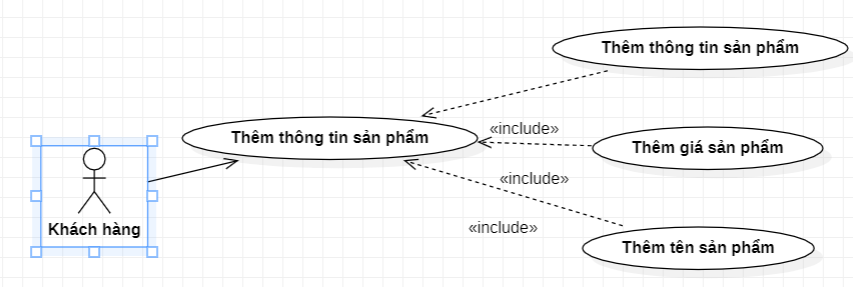 Thêm thông tin sản phẩm
Thêm thông tin sản phẩm
«include»
Thêm giá sản phẩm
«include»
Khách hàng
«include»
Thêm tên sản phẩm